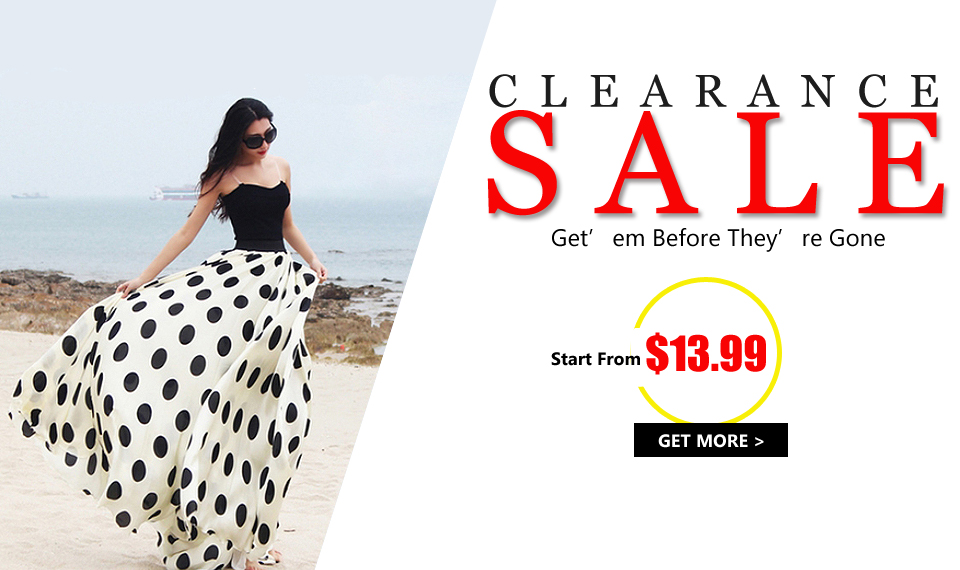 CLEARANCE
SALE
Get’ em Before They’ re Gone
Start From $13.99
GET MORE >